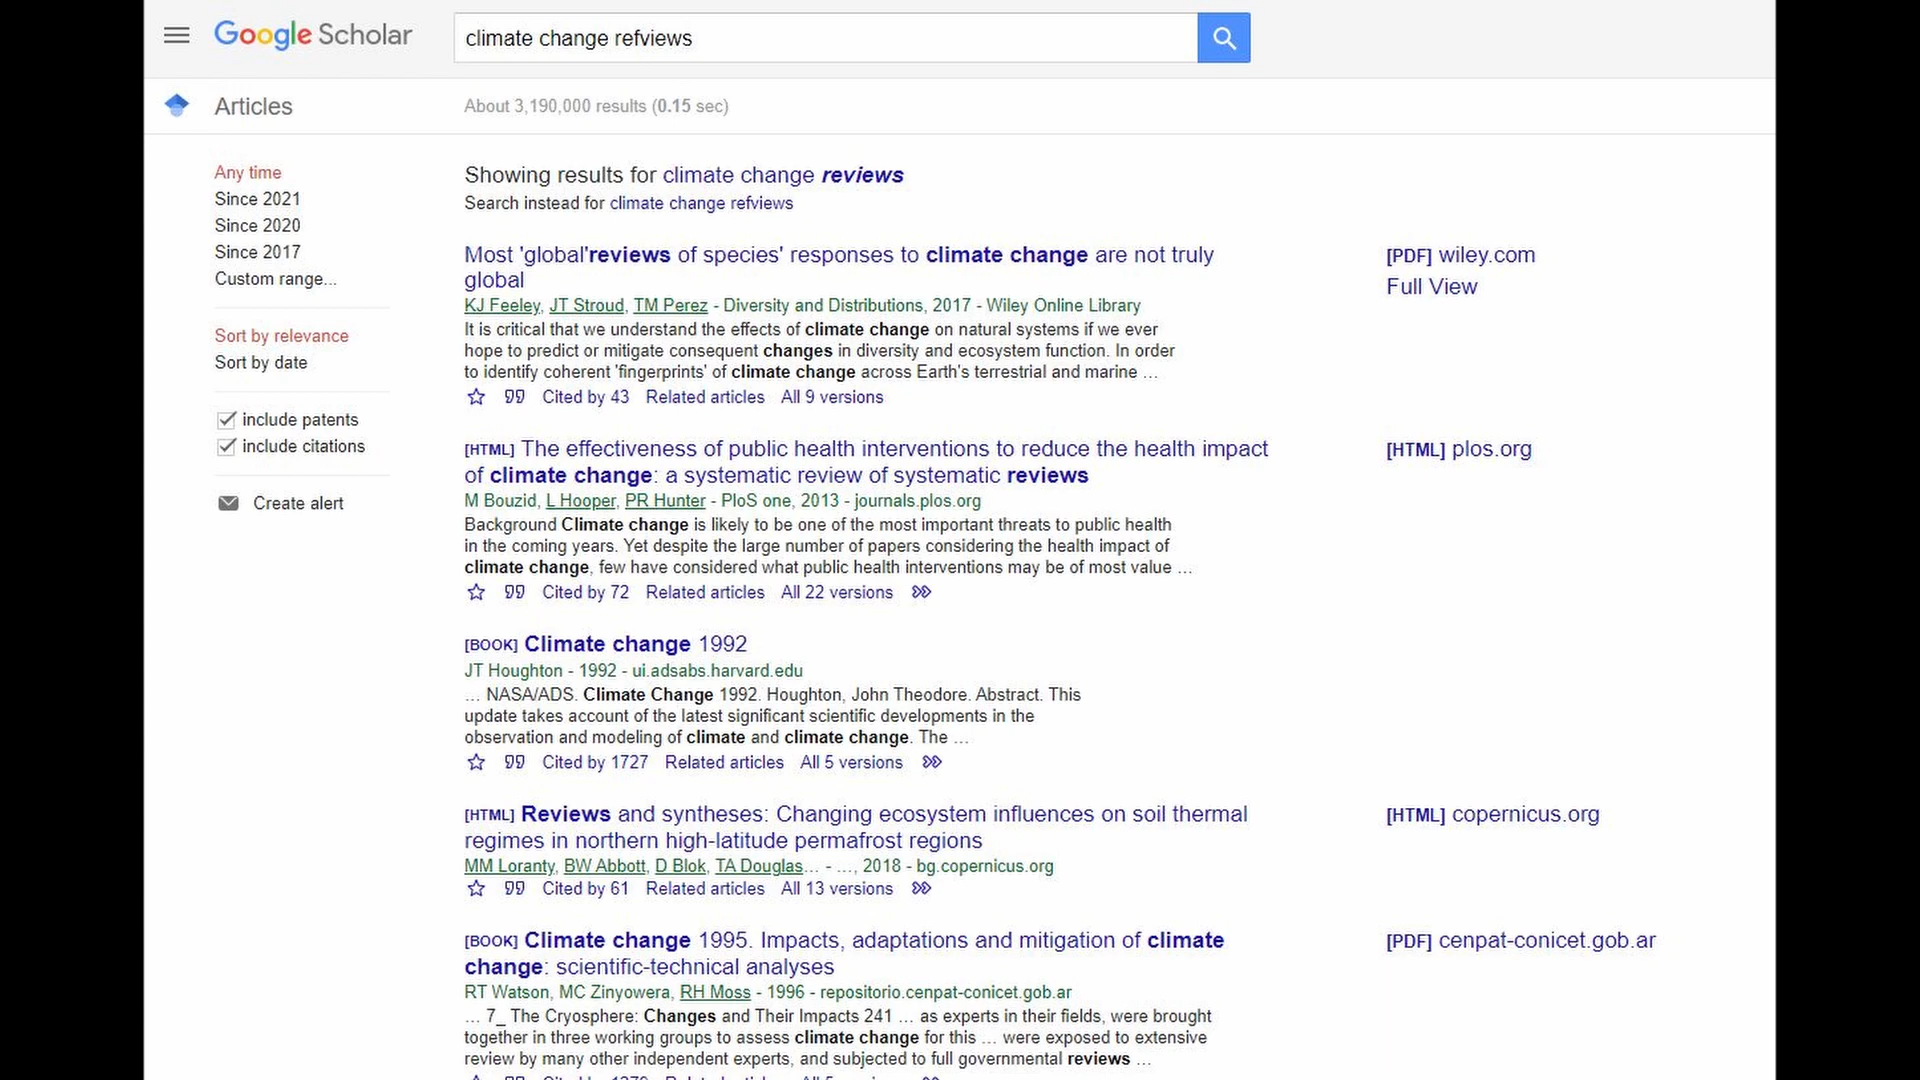 Google Scholar
climate change refviews
Articles
About 3,190,000 results (0.15 sec)
Any time
Since 2021
Since 2020
Since 2017
Custom range...
Sort by relevance
Sort by date
include patents
include citations
Create alert
Showing results for climate change reviews
Search instead for climate change refviews
Most 'global'reviews of species' responses to climate change are not truly
global
KJ Feeley, JT Stroud, TM Perez - Diversity and Distributions, 2017 - Wiley Online Library
It is critical that we understand the effects of climate change on natural systems if we ever
hope to predict or mitigate consequent changes in diversity and ecosystem function. In order
to identify coherent 'fingerprints' of climate change across Earth's terrestrial and marine …
Cited by 43 Related articles All 9 versions
[PDF] wiley.com
Full View
[HTML] The effectiveness of public health interventions to reduce the health impact
of climate change: a systematic review of systematic reviews
M Bouzid, L Hooper, PR Hunter - PloS one, 2013 - journals.plos.org
Background Climate change is likely to be one of the most important threats to public health
in the coming years. Yet despite the large number of papers considering the health impact of
climate change, few have considered what public health interventions may be of most value …
Cited by 72 Related articles All 22 versions
[HTML] plos.org
[BOOK] Climate change 1992
JT Houghton - 1992 - ui.adsabs.harvard.edu
… NASA/ADS. Climate Change 1992. Houghton, John Theodore. Abstract. This
update takes account of the latest significant scientific developments in the
observation and modeling of climate and climate change. The …
Cited by 1727 Related articles All 5 versions
[HTML] Reviews and syntheses: Changing ecosystem influences on soil thermal
regimes in northern high-latitude permafrost regions
MM Loranty, BW Abbott, D Blok, TA Douglas… - …, 2018 - bg.copernicus.org
Cited by 61 Related articles All 13 versions
[HTML] copernicus.org
[BOOK] Climate change 1995. Impacts, adaptations and mitigation of climate
change: scientific-technical analyses
RT Watson, MC Zinyowera, RH Moss - 1996 - repositorio.cenpat-conicet.gob.ar
… 7_ The Cryosphere: Changes and Their Impacts 241 … as experts in their fields, were brought
together in three working groups to assess climate change for this … were exposed to extensive
review by many other independent experts, and subjected to full governmental reviews …
[PDF] cenpat-conicet.gob.ar